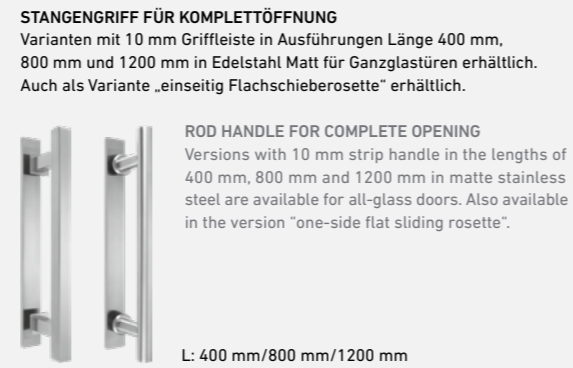 STANGENGRIFF FÜR KOMPLETTÖFFNUNG
Varianten mit 10 mm Griffleiste in Ausführungen Länge 400 mm,
800 mm und 1200 mm in Edelstahl Matt für Ganzglastüren erhältlich.
Auch als Variante „einseitig Flachschieberosette“ erhältlich.
ROD HANDLE FOR COMPLETE OPENING
Versions with 10 mm strip handle in the lengths of
400 mm, 800 mm and 1200 mm in matte stainless
steel are available for all-glass doors. Also available
in the version “one-side flat sliding rosette“.
L: 400 mm/800 mm/1200 mm